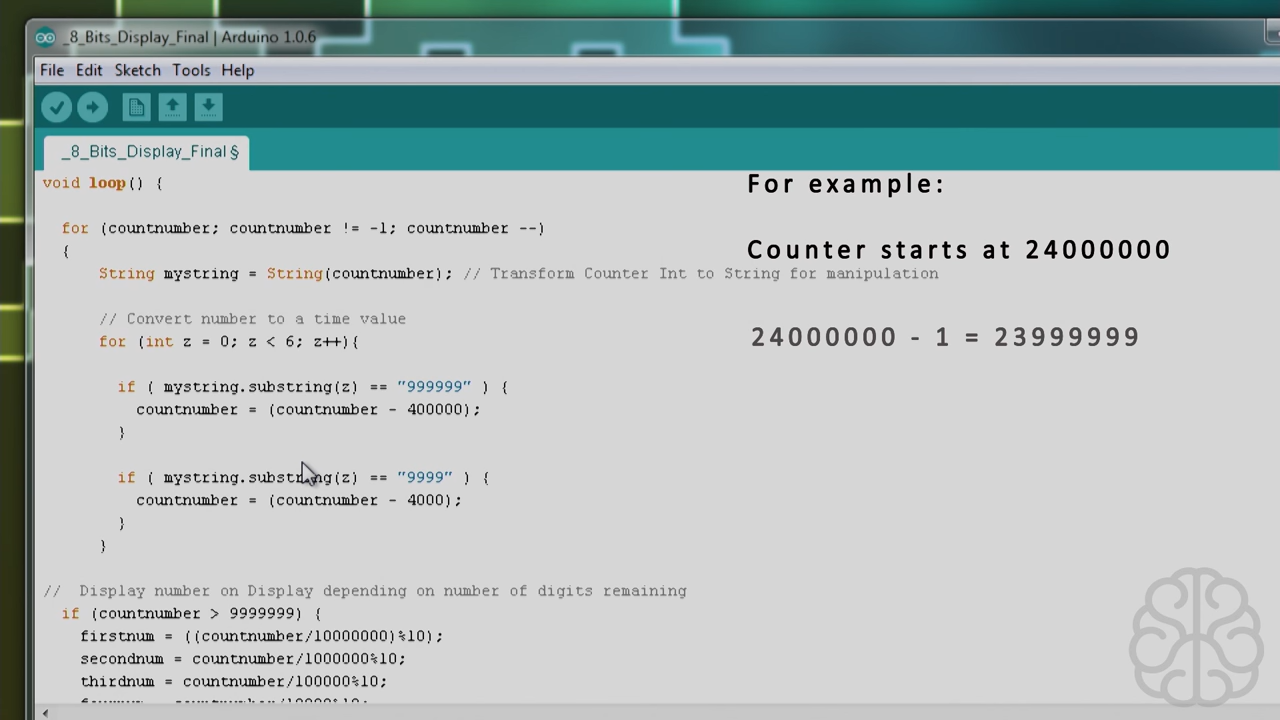 _8_Bits_Display_Final | Arduino 1.0.6
File Edit Sketch Tools Help
_8_Bits_Display_Final §
void loop() {
For example:
for (countnumber; countnumber != -1; countnumber --)
{
Counter starts at 24000000
String mystring = String(countnumber); // Transform Counter Int to String for manipulation
// Convert number to a time value
for (int z = 0; z < 6; z++){
24000000 - 1 = 23999999
if ( mystring.substring(z) == "999999" ) {
countnumber = (countnumber - 400000);
}
if ( mystring.substring(z) == "9999" ) {
countnumber = (countnumber - 4000);
}
}
// Display number on Display depending on number of digits remaining
if (countnumber > 9999999) {
firstnum = ((countnumber/10000000)%10);
secondnum = countnumber/1000000%10;
thirdnum = countnumber/100000%10;